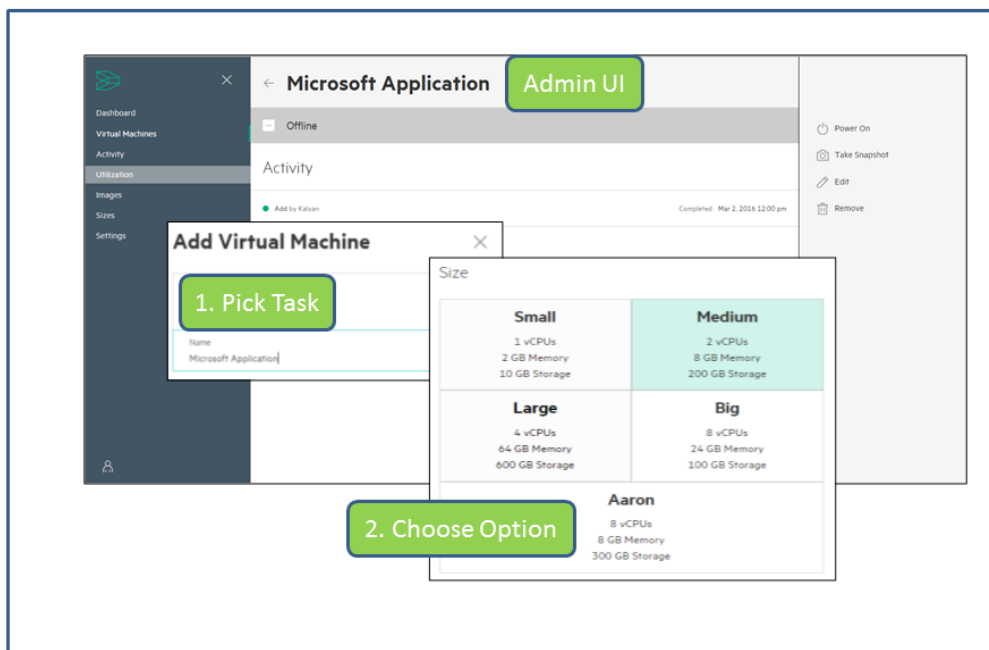 Microsoft Application
Admin UI
Dashboard
Virtual Machines
Activity
Utilization
Images
Sizes
Settings
Offline
Activity
Add by Kalyan
Completed Mar 2, 2016 12:00 pm
Power On
Take Snapshot
Edit
Remove
Add Virtual Machine
1. Pick Task
Name
Microsoft Application
Size
Small
1 vCPUs
2 GB Memory
10 GB Storage
Medium
2 vCPUs
8 GB Memory
200 GB Storage
Large
4 vCPUs
64 GB Memory
600 GB Storage
Big
8 vCPUs
24 GB Memory
100 GB Storage
2. Choose Option
Aaron
8 vCPUs
8 GB Memory
300 GB Storage